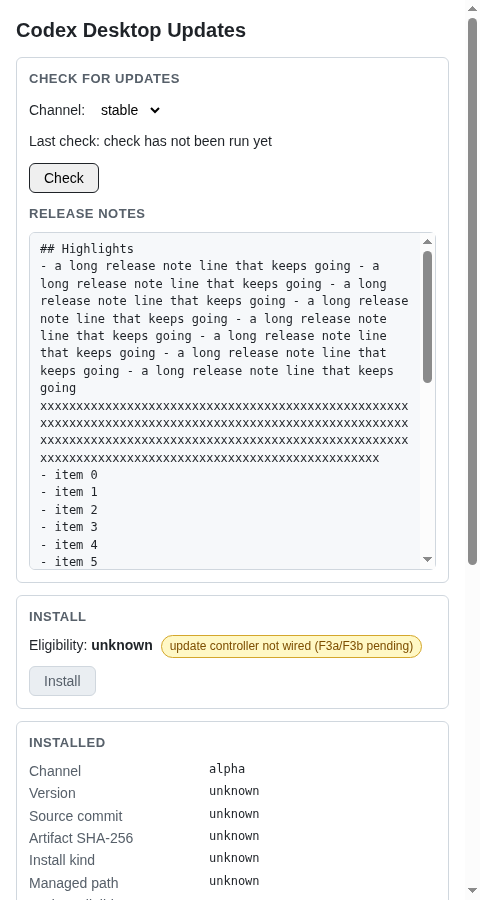 Codex Desktop Updates
CHECK FOR UPDATES
Channel: stable
Last check: check has not been run yet
Check
RELEASE NOTES
## Highlights
- a long release note line that keeps going - a
long release note line that keeps going - a long
release note line that keeps going - a long release
note line that keeps going - a long release note
line that keeps going - a long release note line
that keeps going - a long release note line that
keeps going - a long release note line that keeps
going
xxxxxxxxxxxxxxxxxxxxxxxxxxxxxxxxxxxxxxxxxxxxxxxxxxx
xxxxxxxxxxxxxxxxxxxxxxxxxxxxxxxxxxxxxxxxxxxxxxxxxxx
xxxxxxxxxxxxxxxxxxxxxxxxxxxxxxxxxxxxxxxxxxxxxxxxxxx
xxxxxxxxxxxxxxxxxxxxxxxxxxxxxxxxxxxxxxxxxxxxxxx
- item 0
- item 1
- item 2
- item 3
- item 4
- item 5
INSTALL
Eligibility: unknown update controller not wired (F3a/F3b pending)
Install
INSTALLED
Channel alpha
Version unknown
Source commit unknown
Artifact SHA-256 unknown
Install kind unknown
Managed path unknown